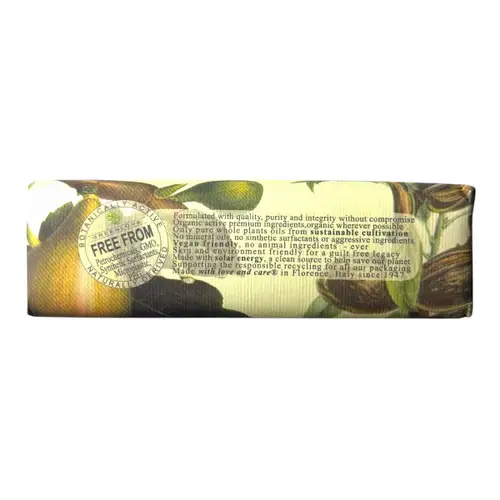 BOTANICALLY ACTIVE
FREE FROM
Petrochemicals, GMO,
Synthetic Surfactants,
Microplastic
NATURALLY DERIVED
Formulated with quality, purity and integrity without compromise
Organic active premium ingredients,organic wherever possible
Only pure whole plants oils from sustainable cultivation
No mineral oils, no sinthetic surfactants or aggressive ingredients
Vegan friendly, no animal ingredients - ever
Skin and environment friendly for a guilt free legacy
Made with solar energy, a clean source to help save our planet
Supporting the responsible recycling for all our packaging
Made with love and care® in Florence, Italy since 1947